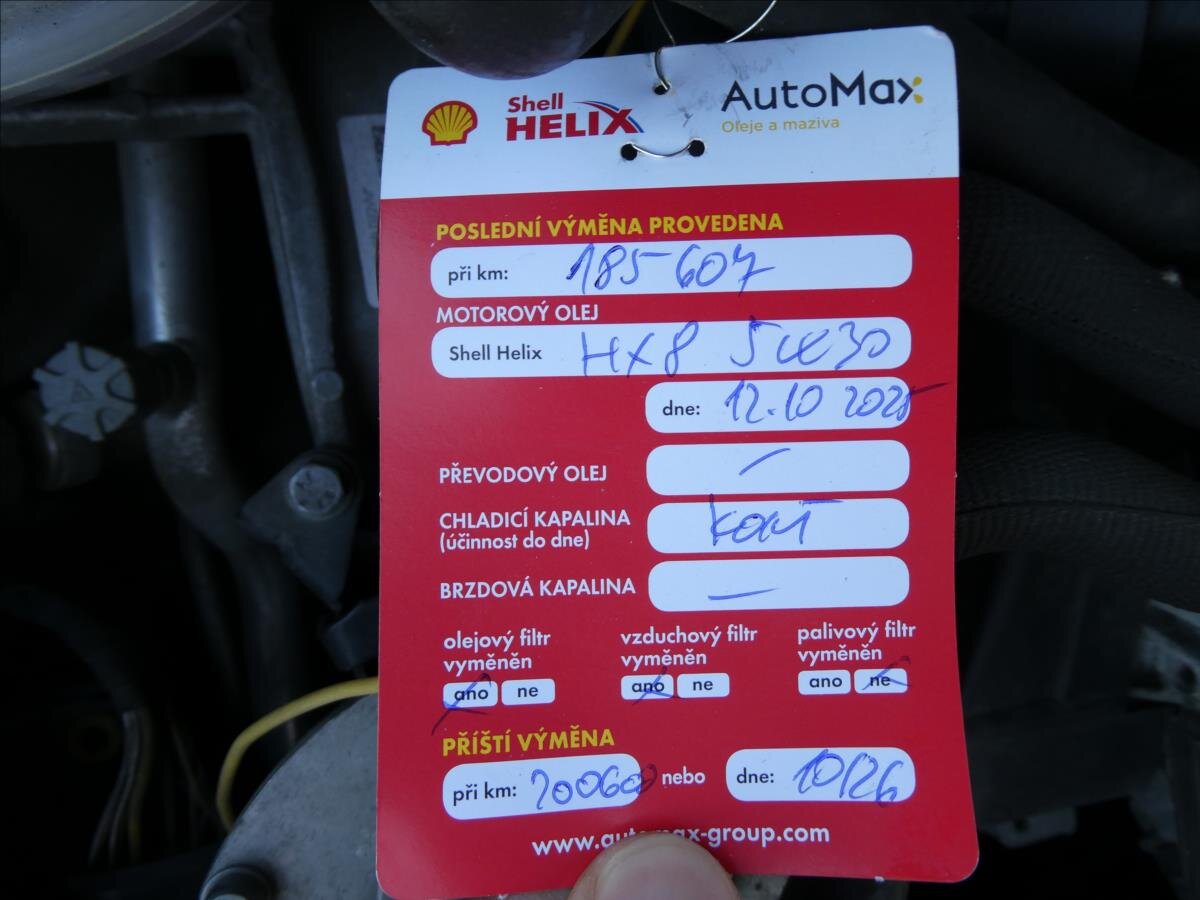 Shell
HELIX
AutoMax
Oleje a maziva
POSLEDNÍ VÝMĚNA PROVEDENA
při km: 185 607
MOTOROVÝ OLEJ
Shell Helix HX8 5W30
dne: 12.10 2025
PŘEVODOVÝ OLEJ –
CHLADICÍ KAPALINA
(účinnost do dne)
BRZDOVÁ KAPALINA –
olejový filtr
vyměněn
ano ne
vzduchový filtr
vyměněn
ano ne
palivový filtr
vyměněn
ano ne
PŘÍŠTÍ VÝMĚNA
při km: 200600 nebo dne: 10/26
www.automax-group.com